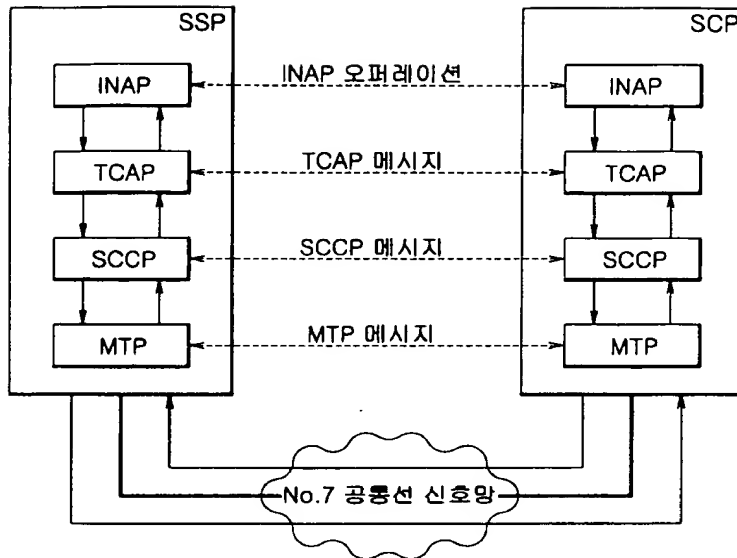 SSP
SCP
INAP
INAP 오퍼레이션
INAP
TCAP
TCAP 메시지
TCAP
SCCP
SCCP 메시지
SCCP
MTP
MTP 메시지
MTP
No.7 공통선 신호망